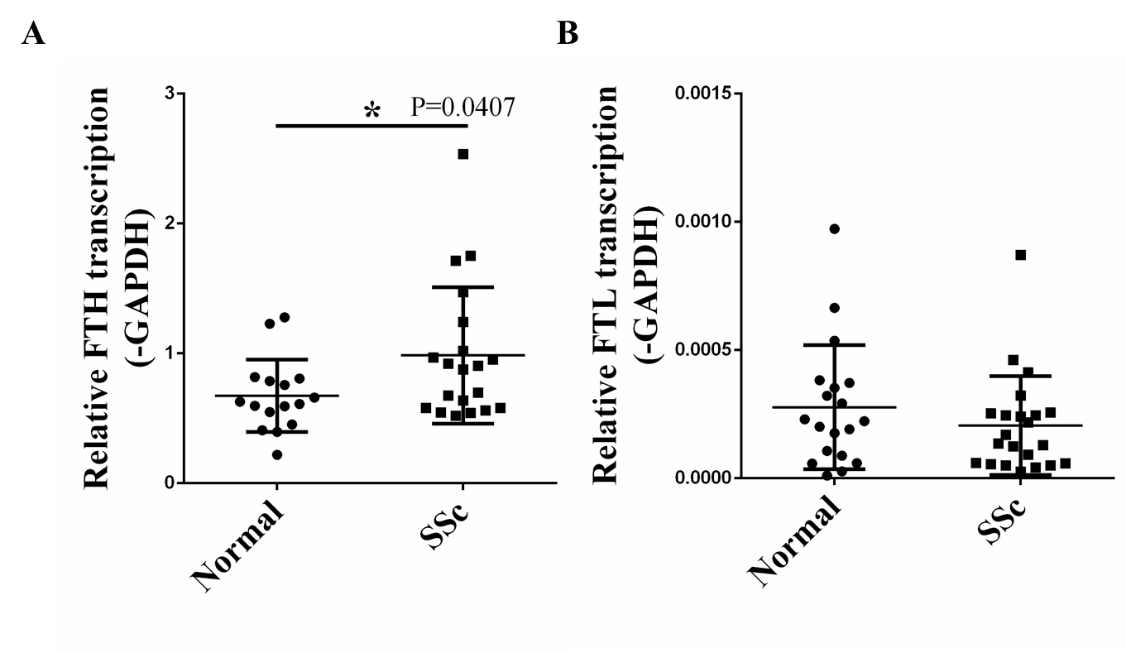 A
B
Relative FTH transcription
(-GAPDH)
3
2
1
0
* P=0.0407
Normal
SSc
Relative FTL transcription
(-GAPDH)
0.0015
0.0010
0.0005
0.0000
Normal
SSc